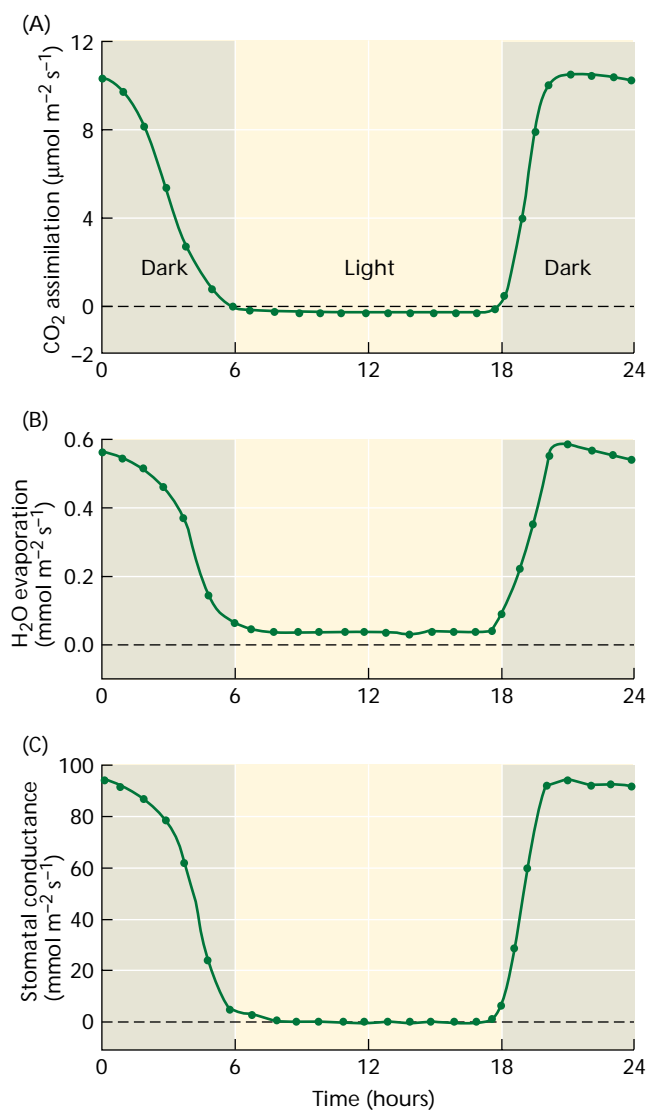 (A)
CO₂ assimilation (μmol m⁻² s⁻¹)
12
8
4
0
−2
Dark
Light
Dark
0
6
12
18
24
(B)
H₂O evaporation
(mmol m⁻² s⁻¹)
0.6
0.4
0.2
0.0
0
6
12
18
24
(C)
Stomatal conductance
(mmol m⁻² s⁻¹)
100
80
60
40
20
0
0
6
12
18
24
Time (hours)